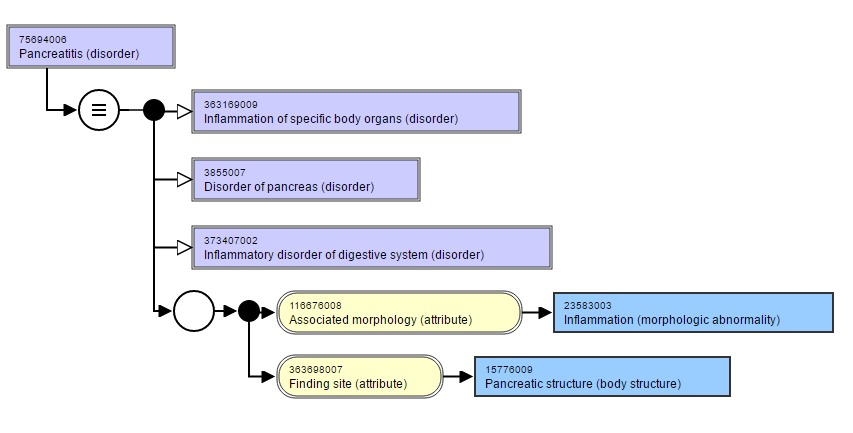 75694006
Pancreatitis (disorder)
363169009
Inflammation of specific body organs (disorder)
3855007
Disorder of pancreas (disorder)
373407002
Inflammatory disorder of digestive system (disorder)
116676008
Associated morphology (attribute)
23583003
Inflammation (morphologic abnormality)
363698007
Finding site (attribute)
15776009
Pancreatic structure (body structure)